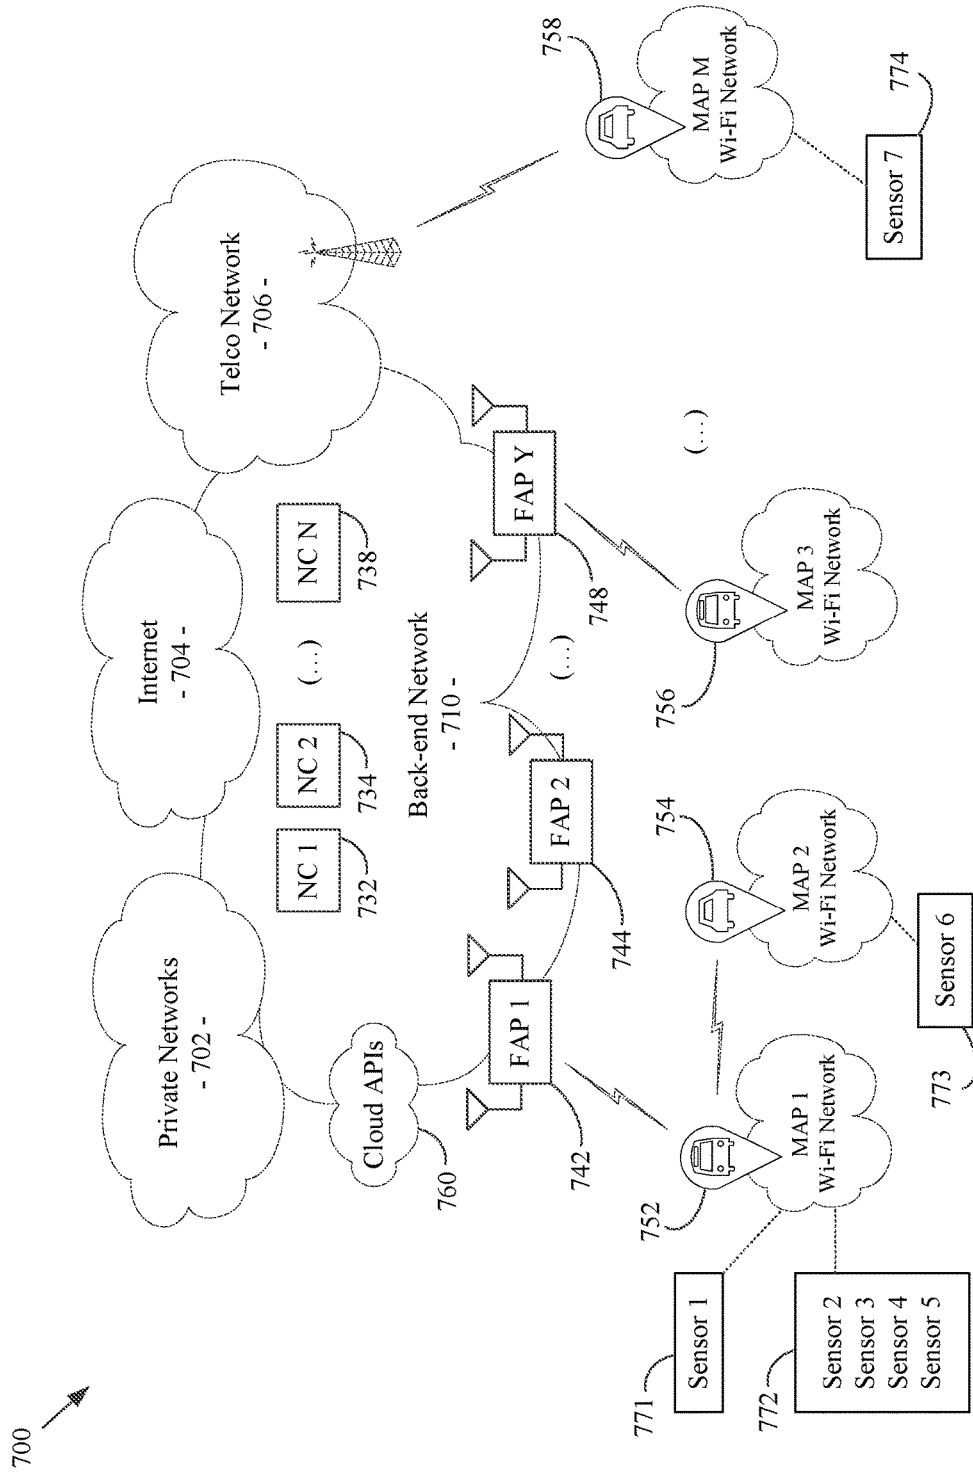 700
Private Networks
- 702 -
Internet
- 704 -
Telco Network
- 706 -
Cloud APIs
760
NC 1
732
NC 2
734
(...)
NC N
738
Back-end Network
- 710 -
FAP 1
742
FAP 2
744
(...)
FAP Y
748
752
MAP 1
Wi-Fi Network
754
MAP 2
Wi-Fi Network
756
MAP 3
Wi-Fi Network
(...)
758
MAP M
Wi-Fi Network
771
Sensor 1
772
Sensor 2
Sensor 3
Sensor 4
Sensor 5
773
Sensor 6
Sensor 7
774